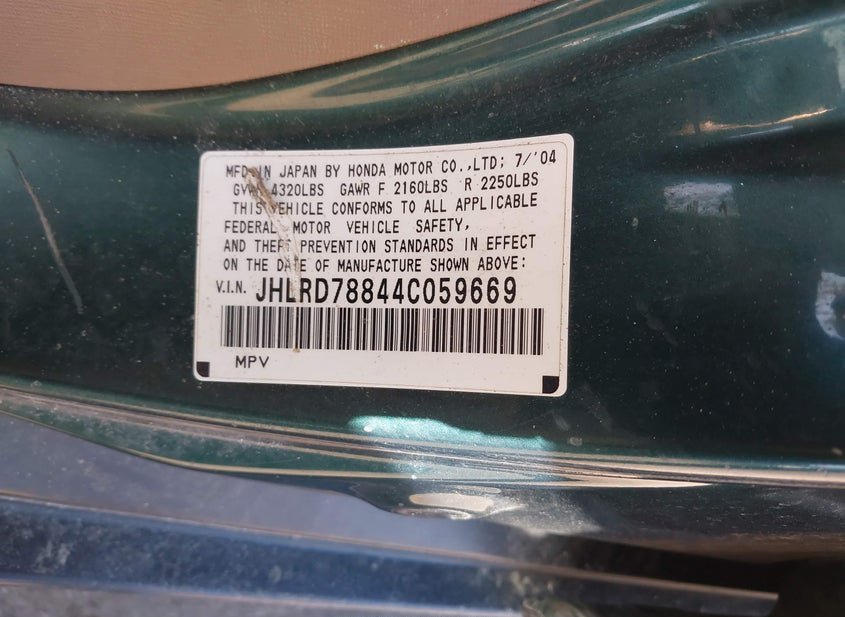 MFD. IN JAPAN BY HONDA MOTOR CO.,LTD; 7/'04
GVWR 4320LBS GAWR F 2160LBS R 2250LBS
THIS VEHICLE CONFORMS TO ALL APPLICABLE
FEDERAL MOTOR VEHICLE SAFETY,
AND THEFT PREVENTION STANDARDS IN EFFECT
ON THE DATE OF MANUFACTURE SHOWN ABOVE:
V.I.N. JHLRD78844C059669
MPV